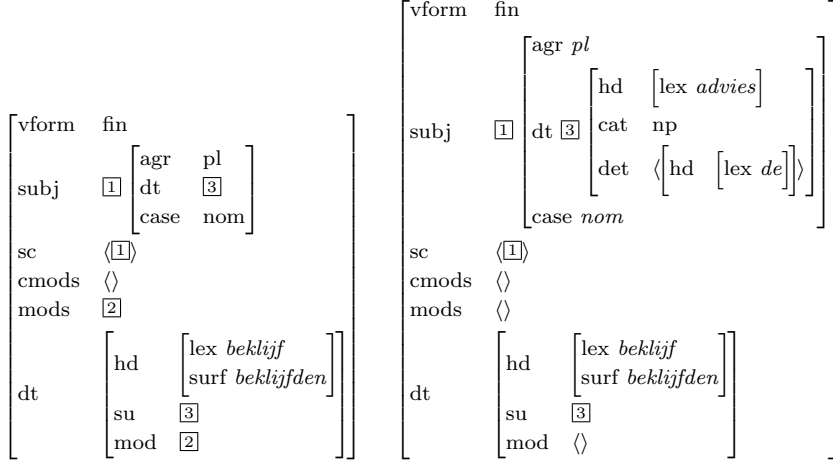 vform fin
subj 1 agr pl
dt 3
case nom
sc ⟨1⟩
cmods ⟨⟩
mods 2
dt hd lex beklijf
surf beklijfden
su 3
mod 2
vform fin
subj 1 agr pl
dt 3 hd [lex advies]
cat np
det ⟨[hd [lex de]]⟩
case nom
sc ⟨1⟩
cmods ⟨⟩
mods ⟨⟩
dt hd lex beklijf
surf beklijfden
su 3
mod ⟨⟩